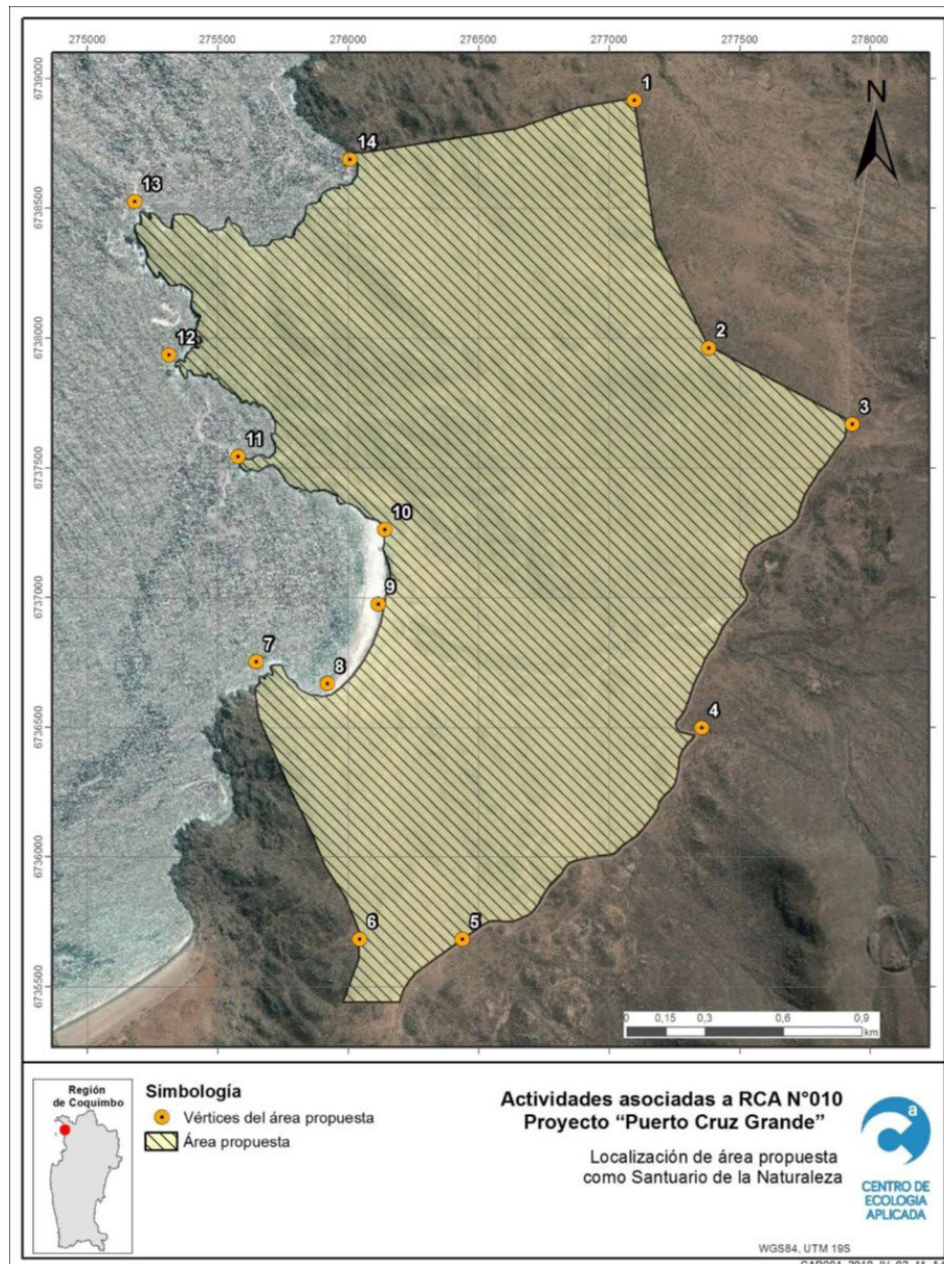 275000 275500 276000 276500 277000 277500 278000
6739000
6738500
6738000
6737500
6737000
6736500
6736000
6735500
N
1
14
13
2
12
3
11
10
9
7
8
4
6
5
0 0,15 0,3 0,6 0,9
km
Región
de Coquimbo
Simbología
Vértices del área propuesta
Área propuesta
Actividades asociadas a RCA N°010
Proyecto “Puerto Cruz Grande”
Localización de área propuesta
como Santuario de la Naturaleza
a
CENTRO DE
ECOLOGIA
APLICADA
WGS84, UTM 19S